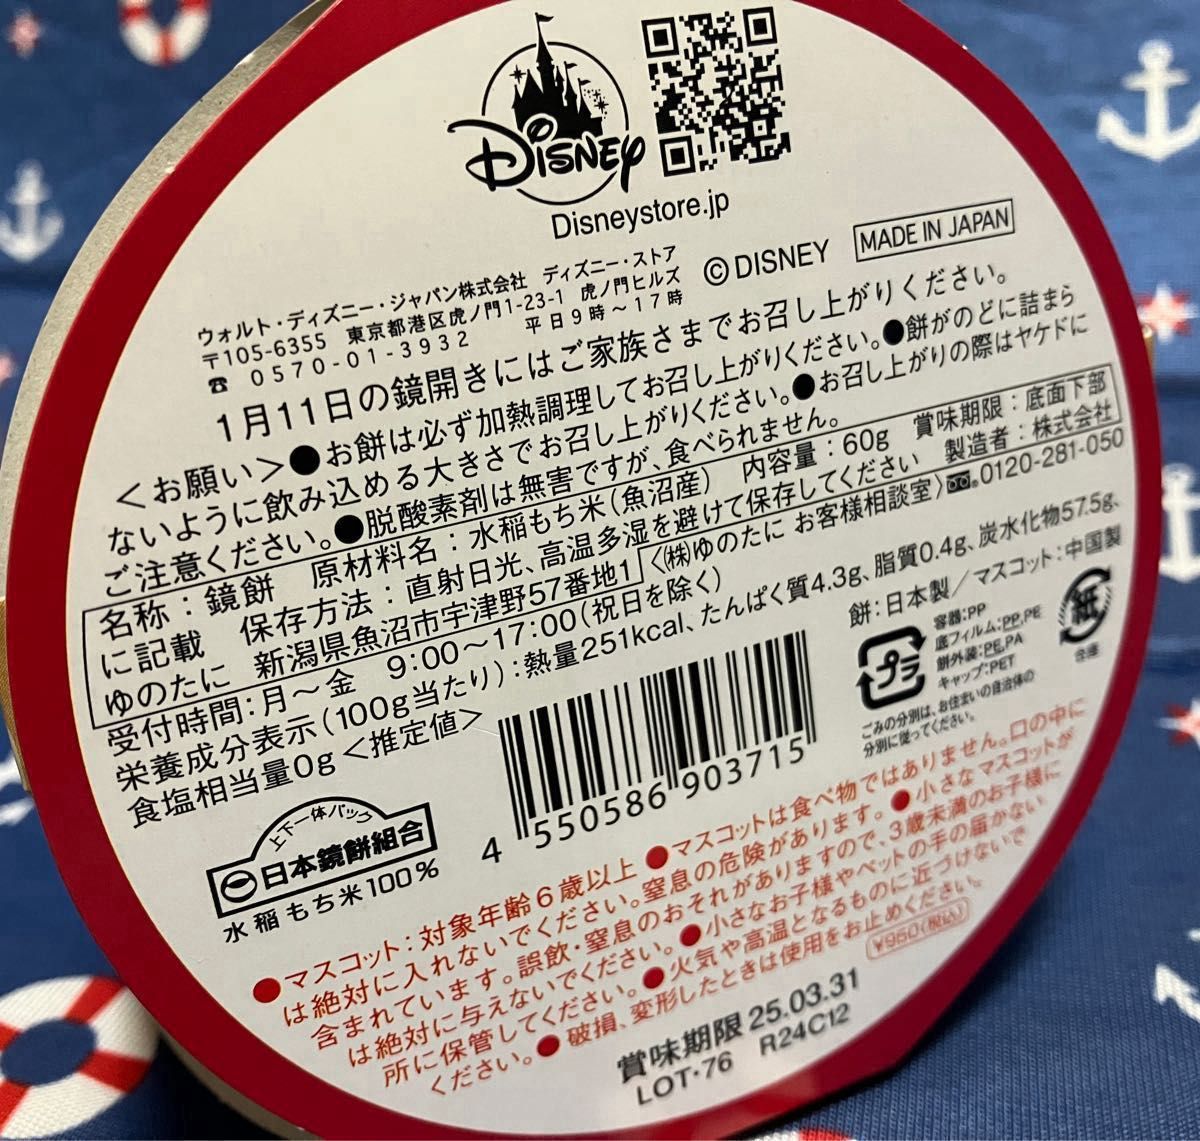 DISNEY
Disneystore.jp
ウォルト・ディズニー・ジャパン株式会社 ディズニー・ストア
〒105-6355 東京都港区虎ノ門1-23-1 虎ノ門ヒルズ
☎ 0570-01-3932 平日9時～17時
©DISNEY MADE IN JAPAN
1月11日の鏡開きにはご家族さまでお召し上がりください。
＜お願い＞●お餅は必ず加熱調理してお召し上がりください。●餅がのどに詰まら
ないように飲み込める大きさでお召し上がりください。●お召し上がりの際はヤケドに
ご注意ください。●脱酸素剤は無害ですが、食べられません。
名称：鏡餅 原材料名：水稲もち米（魚沼産） 内容量：60g 賞味期限：底面下部
に記載 保存方法：直射日光、高温多湿を避けて保存してください 製造者：株式会社
ゆのたに 新潟県魚沼市宇津野57番地1 〈㈱ゆのたに お客様相談室〉0120-281-050
受付時間：月～金 9:00～17:00（祝日を除く）
栄養成分表示（100g当たり）：熱量251kcal、たんぱく質4.3g、脂質0.4g、炭水化物57.5g、
食塩相当量0g＜推定値＞
餅：日本製／マスコット：中国製
プラ
容器：PP
底フィルム：PP,PE
餅外装：PE,PA
キャップ：PET
紙
台座
ごみの分別は、お住まいの自治体の
分別に従ってください。
4 550586 903715
上下一体パック
日本鏡餅組合
水稲もち米100%
●マスコット：対象年齢6歳以上 ●マスコットは食べ物ではありません。口の中に
は絶対に入れないでください。窒息の危険があります。●小さなマスコットが
含まれています。誤飲・窒息のおそれがありますので、3歳未満のお子様に
は絶対に与えないでください。●小さなお子様やペットの手の届かない
所に保管してください。●火気や高温となるものに近づけないで
ください。●破損、変形したときは使用をお止めください。
¥950(税込)
賞味期限 25.03.31
LOT・76 R24C12